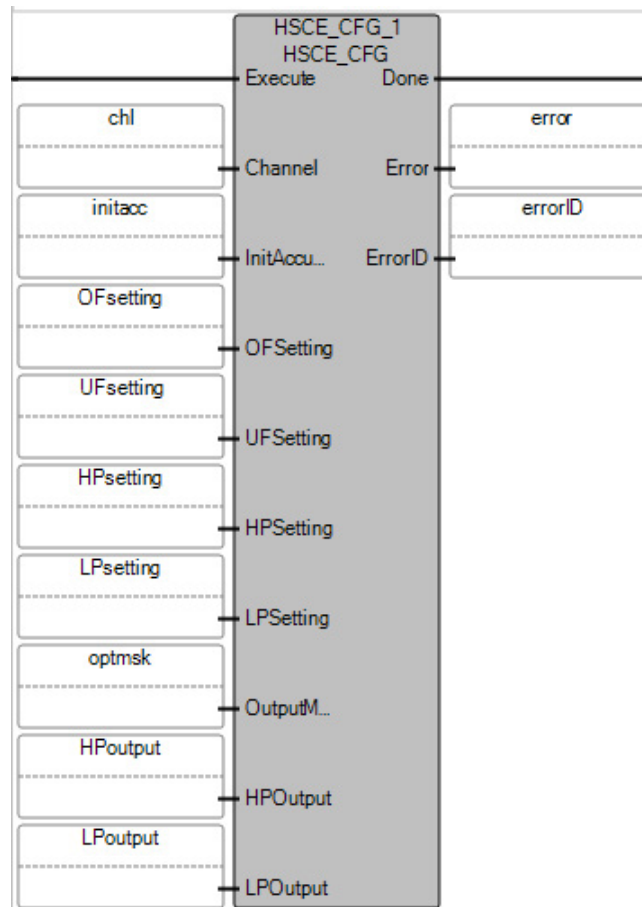 HSCE_CFG_1
HSCE_CFG
Execute Done
chl
Channel
Error
error
initacc
InitAccu...
ErrorID
errorID
OFsetting
OFSetting
UFsetting
UFSetting
HPsetting
HPSetting
LPsetting
LPSetting
optmsk
OutputM...
HPoutput
HPOutput
LPoutput
LPOutput